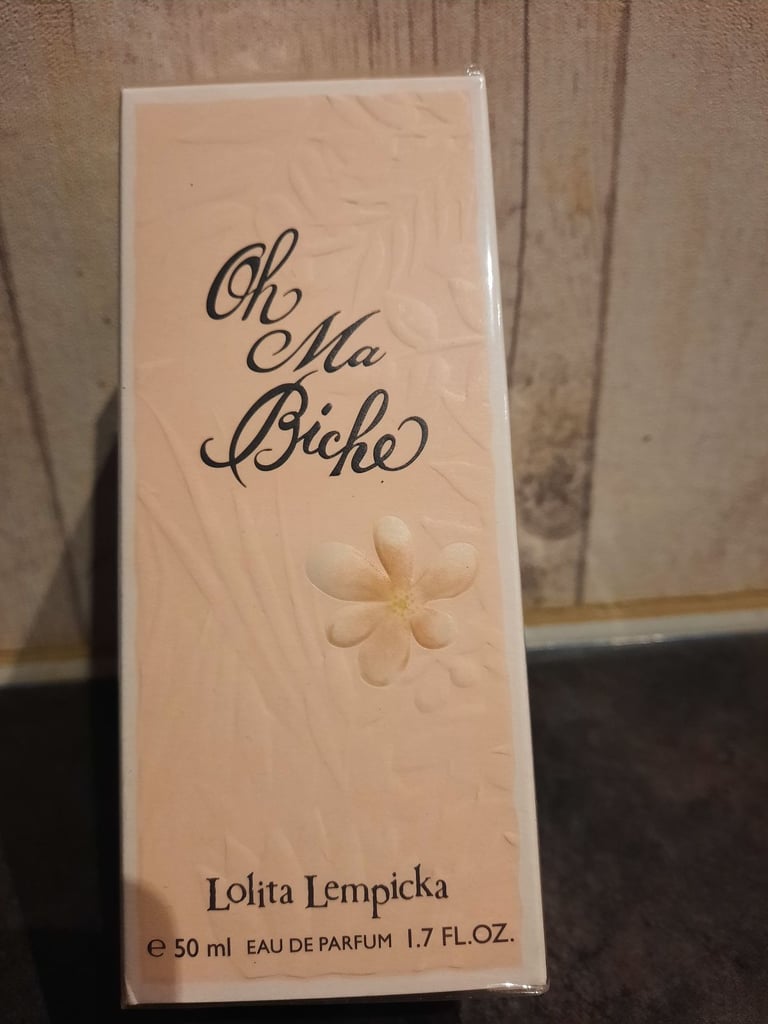 Oh
Ma
Biche
Lolita Lempicka
℮ 50 ml EAU DE PARFUM 1.7 FL.OZ.